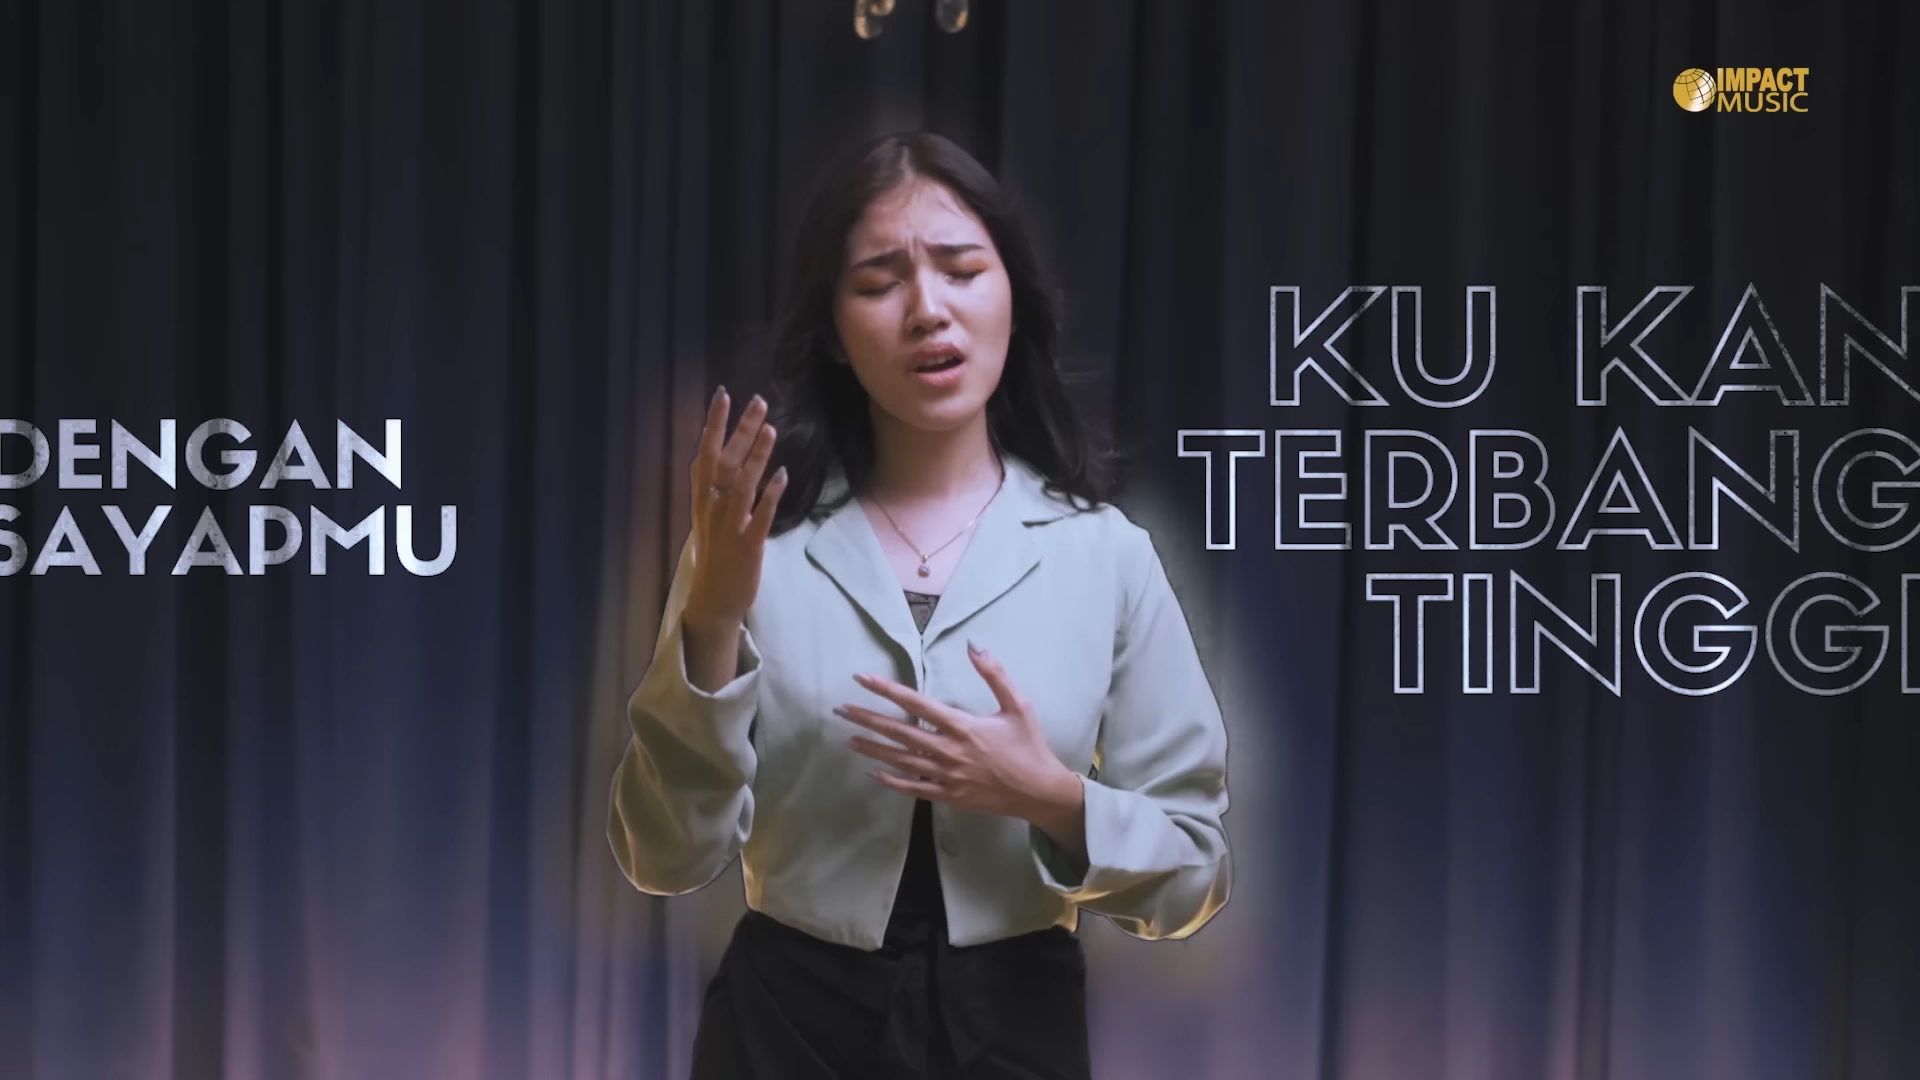 IMPACT
MUSIC
DENGAN
SAYAPMU
KU KAN
TERBANG
TINGGI